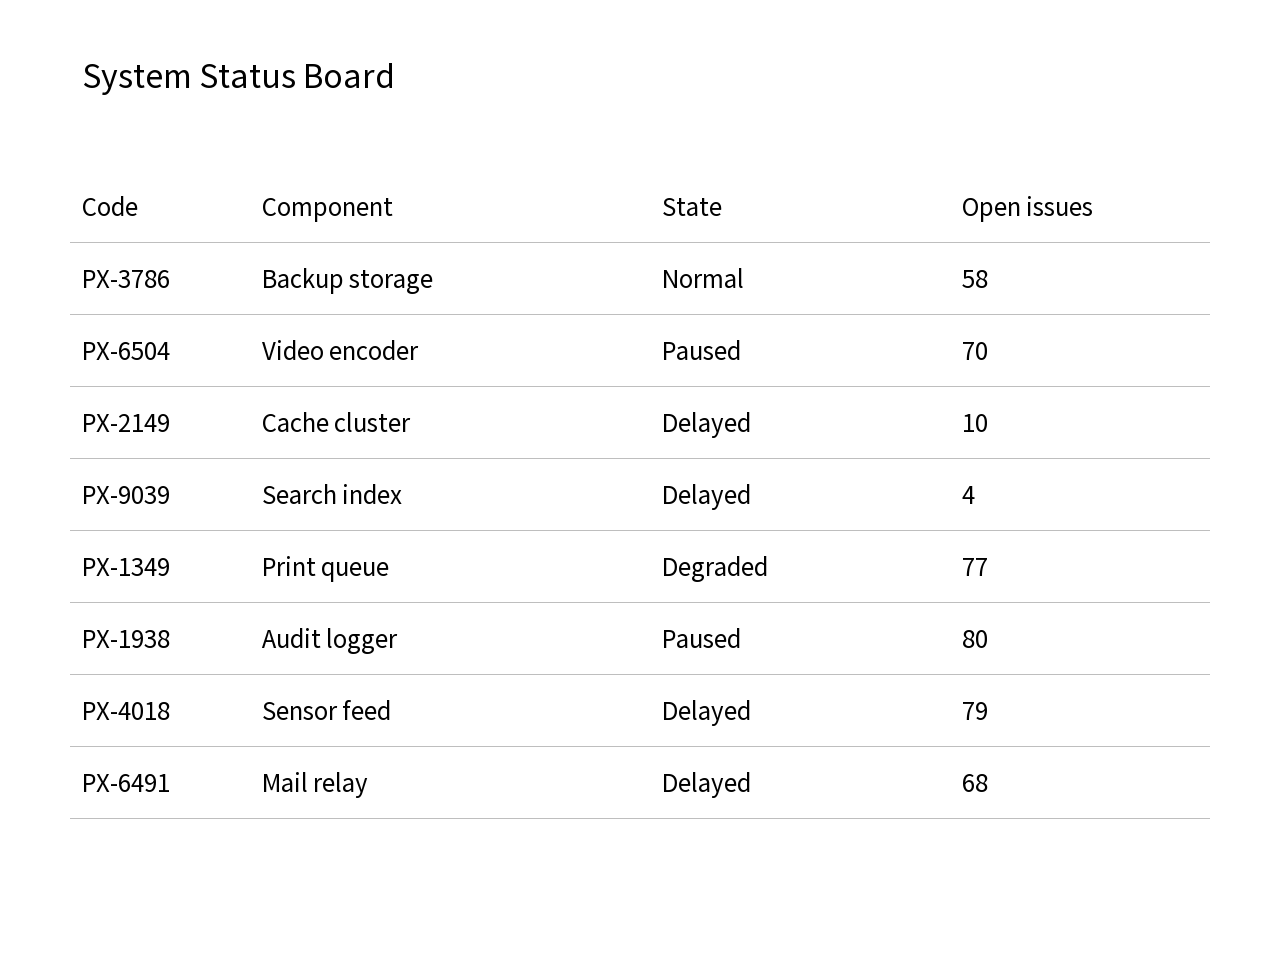 System Status Board
Code Component State Open issues
PX-3786 Backup storage Normal 58
PX-6504 Video encoder Paused 70
PX-2149 Cache cluster Delayed 10
PX-9039 Search index Delayed 4
PX-1349 Print queue Degraded 77
PX-1938 Audit logger Paused 80
PX-4018 Sensor feed Delayed 79
PX-6491 Mail relay Delayed 68